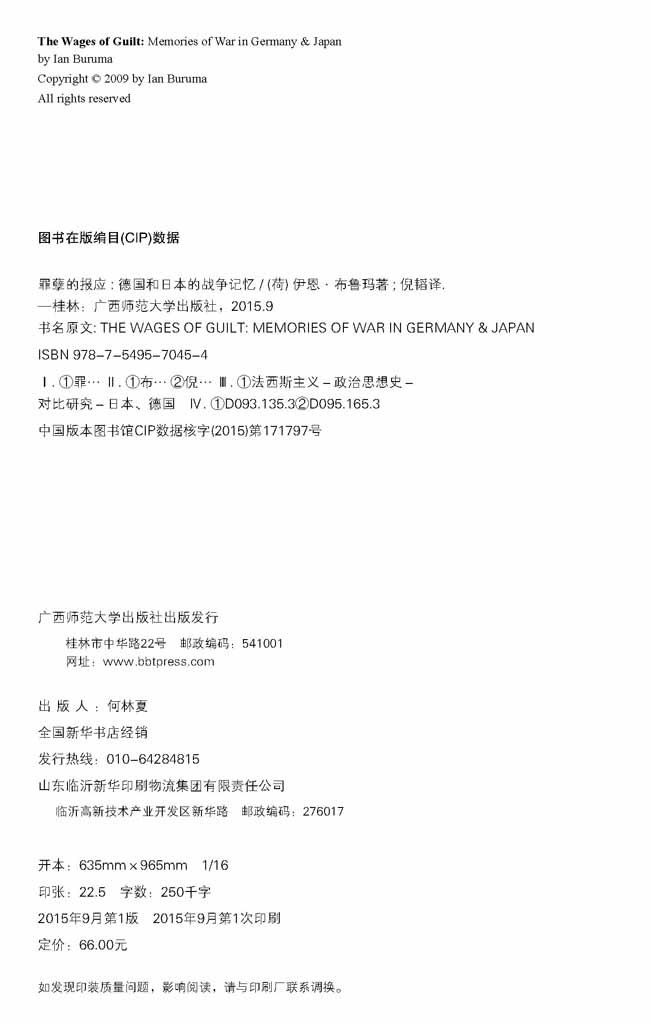 The Wages of Guilt: Memories of War in Germany & Japan
by Ian Buruma
Copyright © 2009 by Ian Buruma
All rights reserved
图书在版编目(CIP)数据
罪孽的报应:德国和日本的战争记忆 / (荷) 伊恩·布鲁玛著;倪韬译.
—桂林:广西师范大学出版社,2015.9
书名原文: THE WAGES OF GUILT: MEMORIES OF WAR IN GERMANY & JAPAN
ISBN 978-7-5495-7045-4
Ⅰ. ①罪… Ⅱ. ①布… ②倪… Ⅲ. ①法西斯主义－政治思想史－
对比研究－日本、德国 Ⅳ. ①D093.135.3②D095.165.3
中国版本图书馆CIP数据核字(2015)第171797号
广西师范大学出版社出版发行
桂林市中华路22号 邮政编码:541001
网址:www.bbtpress.com
出 版 人:何林夏
全国新华书店经销
发行热线:010-64284815
山东临沂新华印刷物流集团有限责任公司
临沂高新技术产业开发区新华路 邮政编码:276017
开本:635mm×965mm 1/16
印张:22.5 字数:250千字
2015年9月第1版 2015年9月第1次印刷
定价:66.00元
如发现印装质量问题,影响阅读,请与印刷厂联系调换。